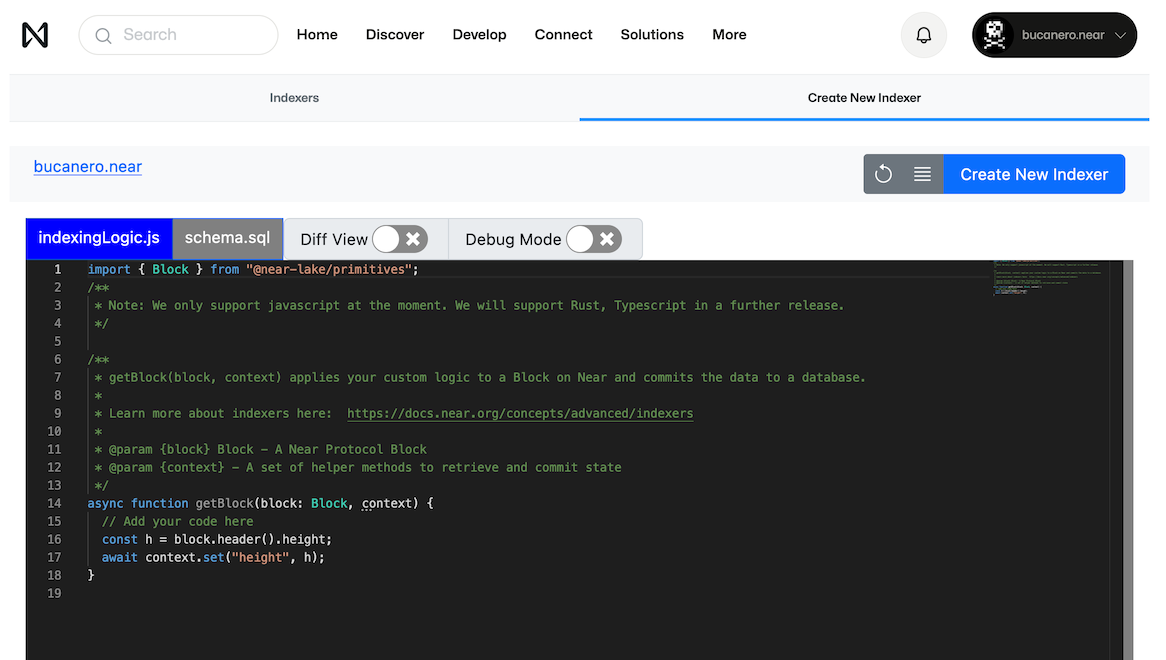 Search
Home
Discover
Develop
Connect
Solutions
More
bucanero.near
Indexers
Create New Indexer
bucanero.near
Create New Indexer
indexingLogic.js
schema.sql
Diff View
Debug Mode
1 import { Block } from "@near-lake/primitives";
2 /**
3 * Note: We only support javascript at the moment. We will support Rust, Typescript in a further release.
4 */
5
6 /**
7 * getBlock(block, context) applies your custom logic to a Block on Near and commits the data to a database.
8 *
9 * Learn more about indexers here:  https://docs.near.org/concepts/advanced/indexers
10 *
11 * @param {block} Block - A Near Protocol Block
12 * @param {context} - A set of helper methods to retrieve and commit state
13 */
14 async function getBlock(block: Block, context) {
15 // Add your code here
16 const h = block.header().height;
17 await context.set("height", h);
18 }
19